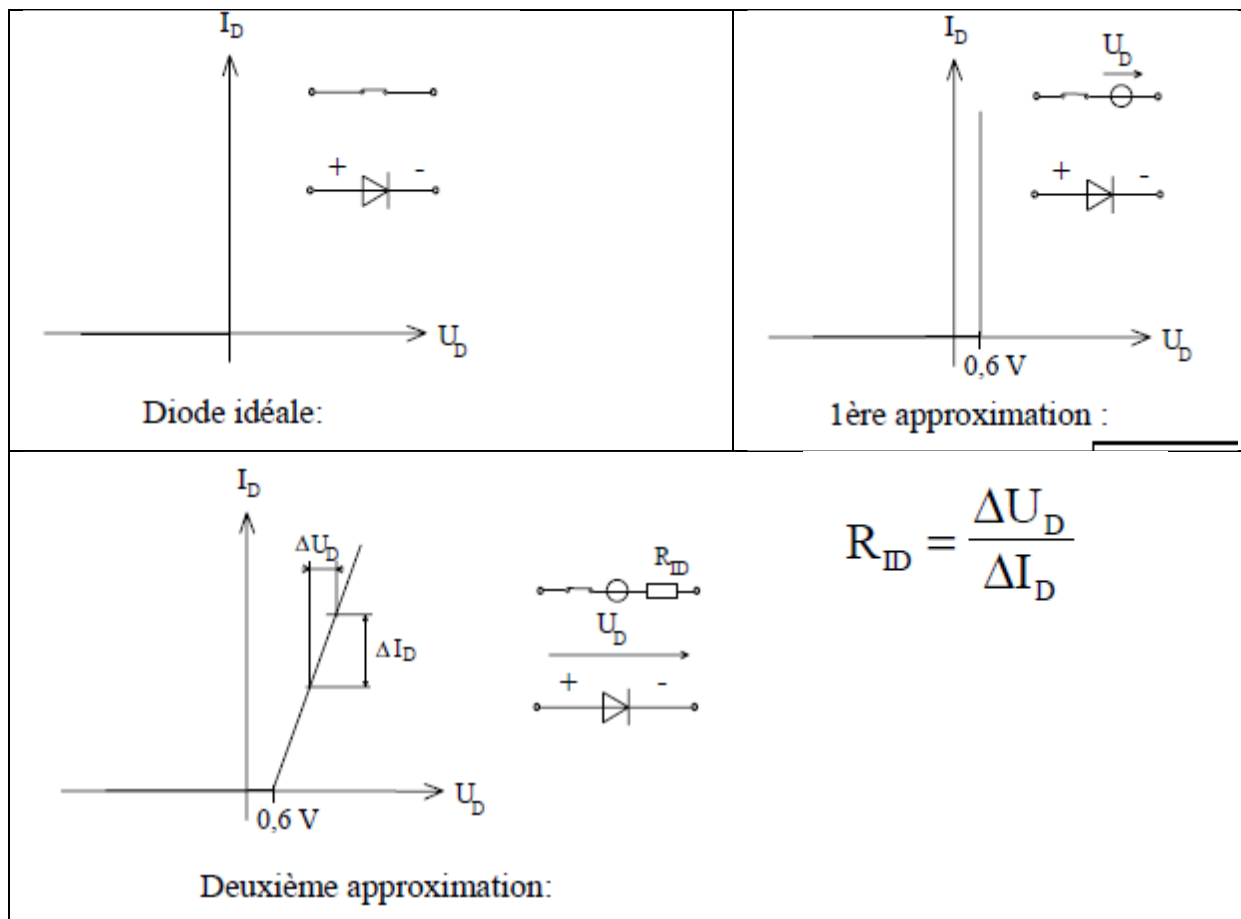 I_D
+ -
U_D
Diode idéale:
I_D
U_D
+ -
U_D
0,6 V
1ère approximation :
I_D
ΔU_D
ΔI_D
U_D
0,6 V
R_ID
U_D
+ -
R_ID = ΔU_D / ΔI_D
Deuxième approximation: